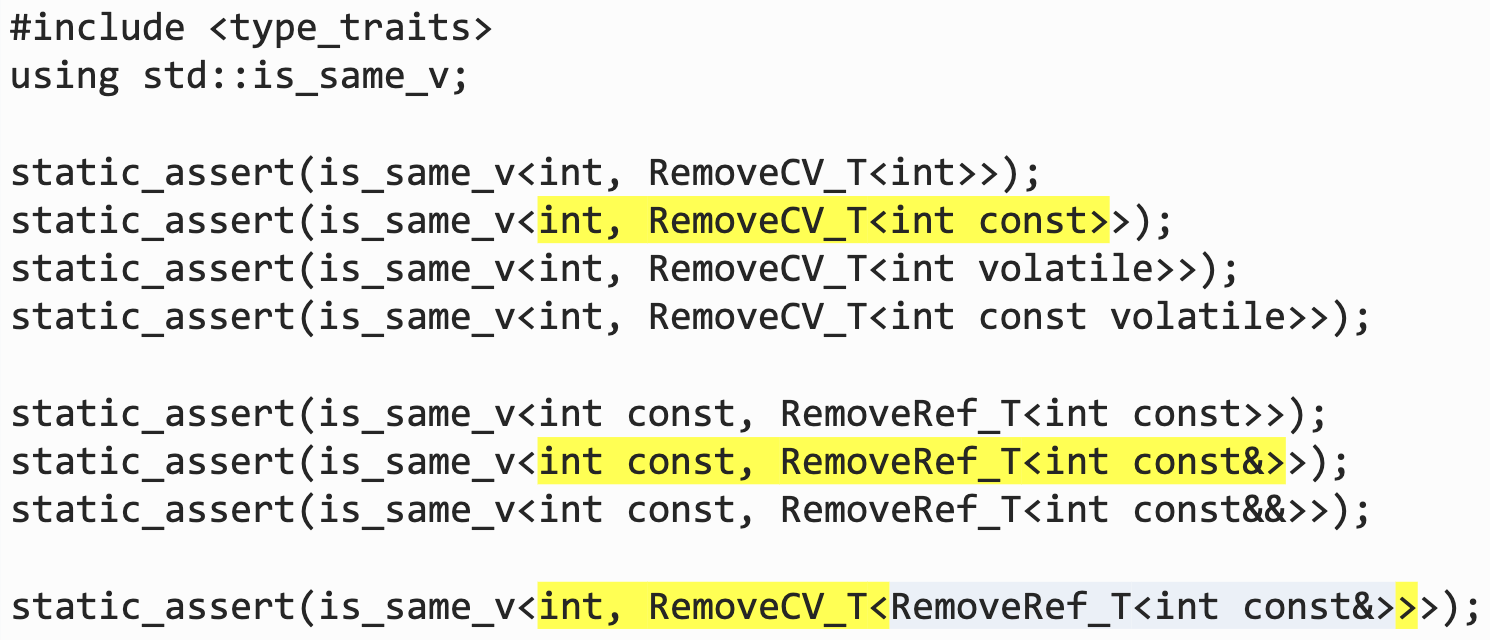 #include <type_traits>
using std::is_same_v;
static_assert(is_same_v<int, RemoveCV_T<int>>);
static_assert(is_same_v<int, RemoveCV_T<int const>>);
static_assert(is_same_v<int, RemoveCV_T<int volatile>>);
static_assert(is_same_v<int, RemoveCV_T<int const volatile>>);
static_assert(is_same_v<int const, RemoveRef_T<int const>>);
static_assert(is_same_v<int const, RemoveRef_T<int const&>>);
static_assert(is_same_v<int const, RemoveRef_T<int const&&>>);
static_assert(is_same_v<int, RemoveCV_T<RemoveRef_T<int const&>>>);